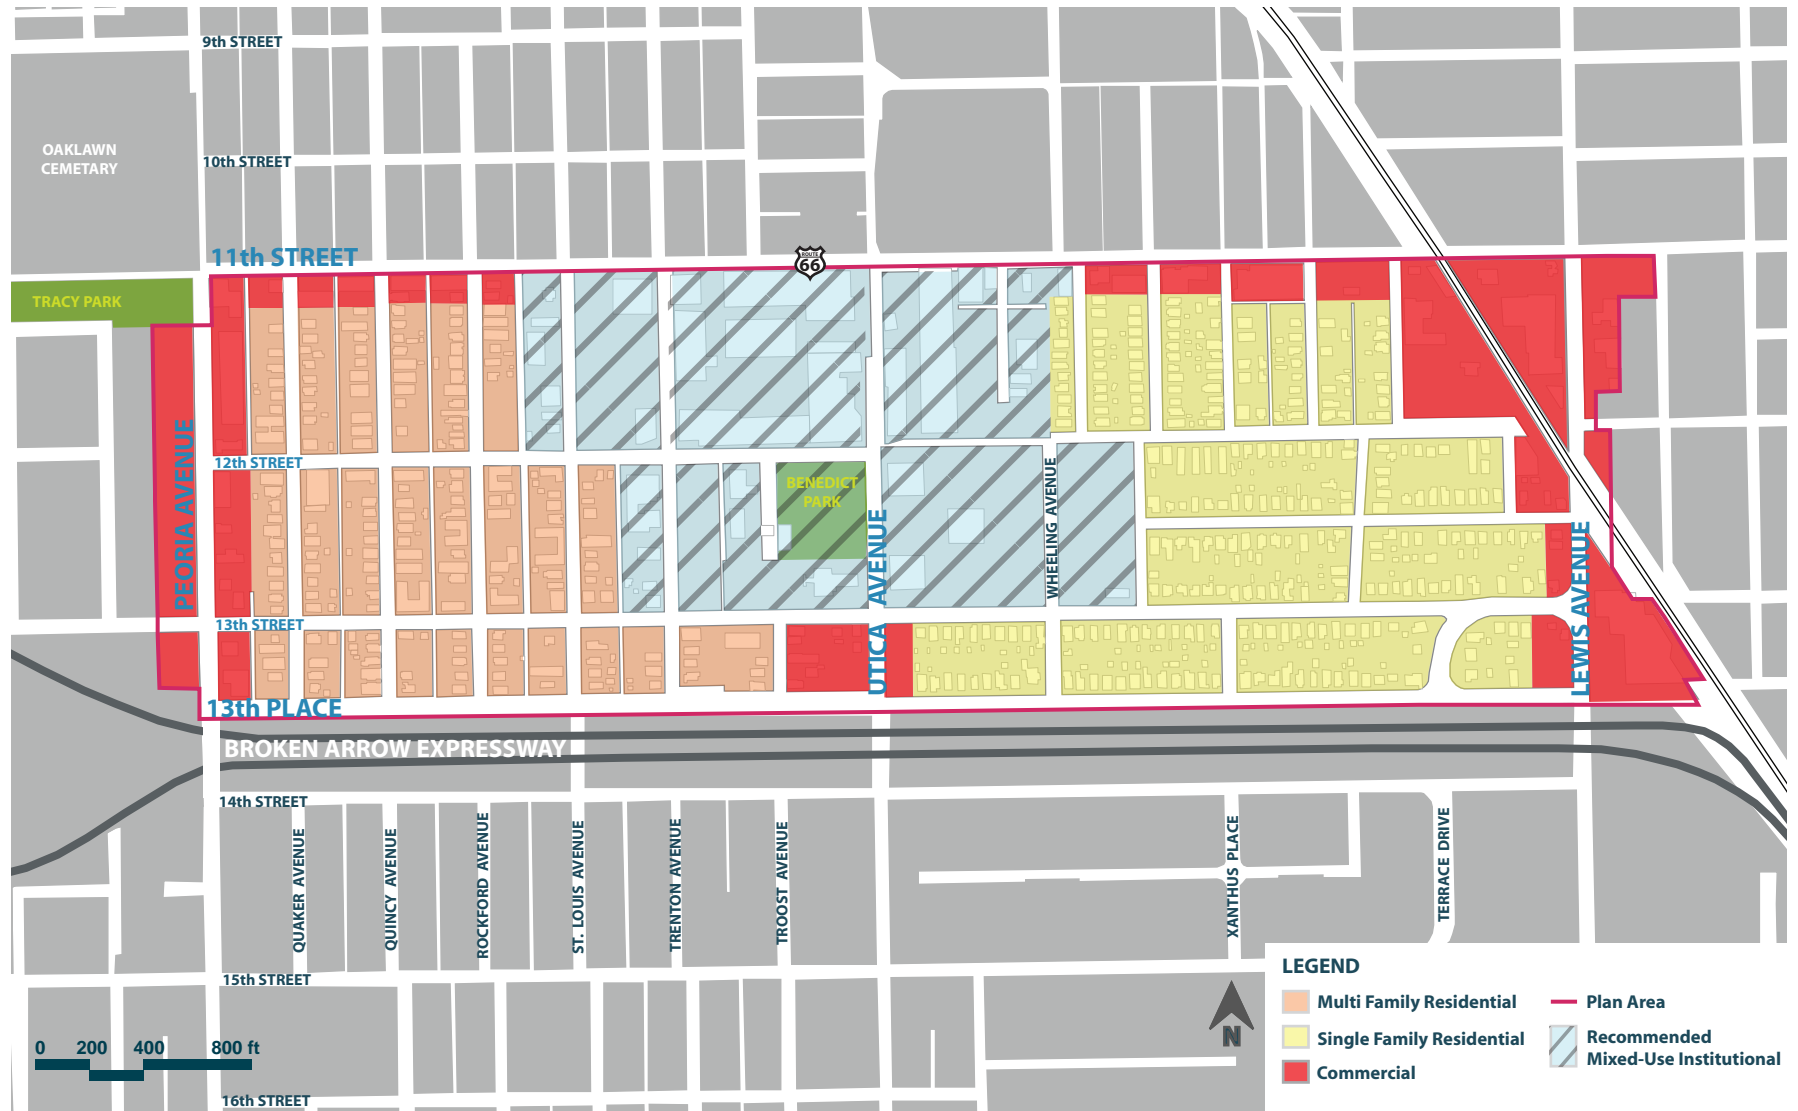 9th STREET
OAKLAWN
CEMETARY
10th STREET
11th STREET
ROUTE
66
TRACY PARK
PEORIA AVENUE
12th STREET
BENEDICT
PARK
UTICA AVENUE
WHEELING AVENUE
LEWIS AVENUE
13th STREET
13th PLACE
BROKEN ARROW EXPRESSWAY
14th STREET
QUAKER AVENUE
QUINCY AVENUE
ROCKFORD AVENUE
ST. LOUIS AVENUE
TRENTON AVENUE
TROOST AVENUE
XANTHUS PLACE
TERRACE DRIVE
15th STREET
16th STREET
0 200 400 800 ft
N
LEGEND
Multi Family Residential
Single Family Residential
Commercial
Plan Area
Recommended
Mixed-Use Institutional